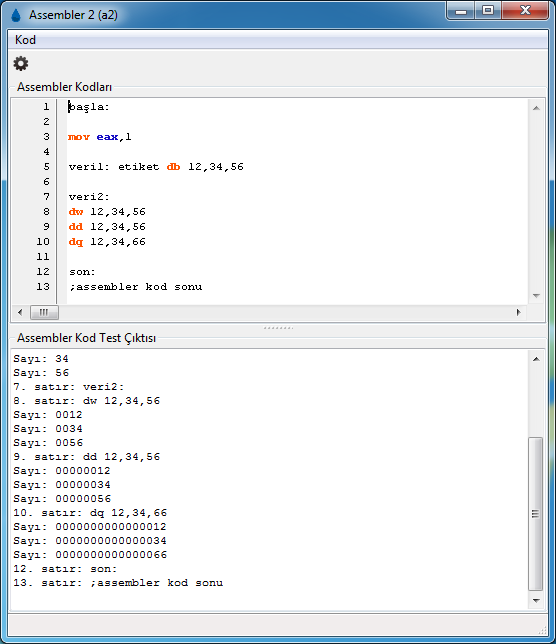 Assembler 2 (a2)
Kod
Assembler Kodları
1 başla:
2
3 mov eax,1
4
5 veri1: etiket db 12,34,56
6
7 veri2:
8 dw 12,34,56
9 dd 12,34,56
10 dq 12,34,66
11
12 son:
13 ;assembler kod sonu
Assembler Kod Test Çıktısı
Sayı: 34
Sayı: 56
7. satır: veri2:
8. satır: dw 12,34,56
Sayı: 0012
Sayı: 0034
Sayı: 0056
9. satır: dd 12,34,56
Sayı: 00000012
Sayı: 00000034
Sayı: 00000056
10. satır: dq 12,34,66
Sayı: 0000000000000012
Sayı: 0000000000000034
Sayı: 0000000000000066
12. satır: son:
13. satır: ;assembler kod sonu